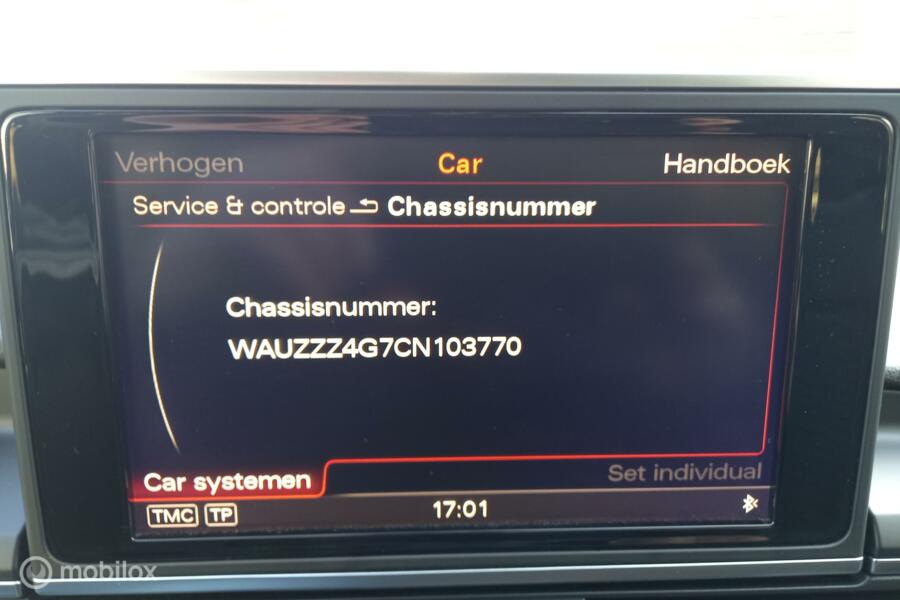 Verhogen Car Handboek
Service & controle Chassisnummer
Chassisnummer:
WAUZZZ4G7CN103770
Car systemen Set individual
TMC TP 17:01
mobilox